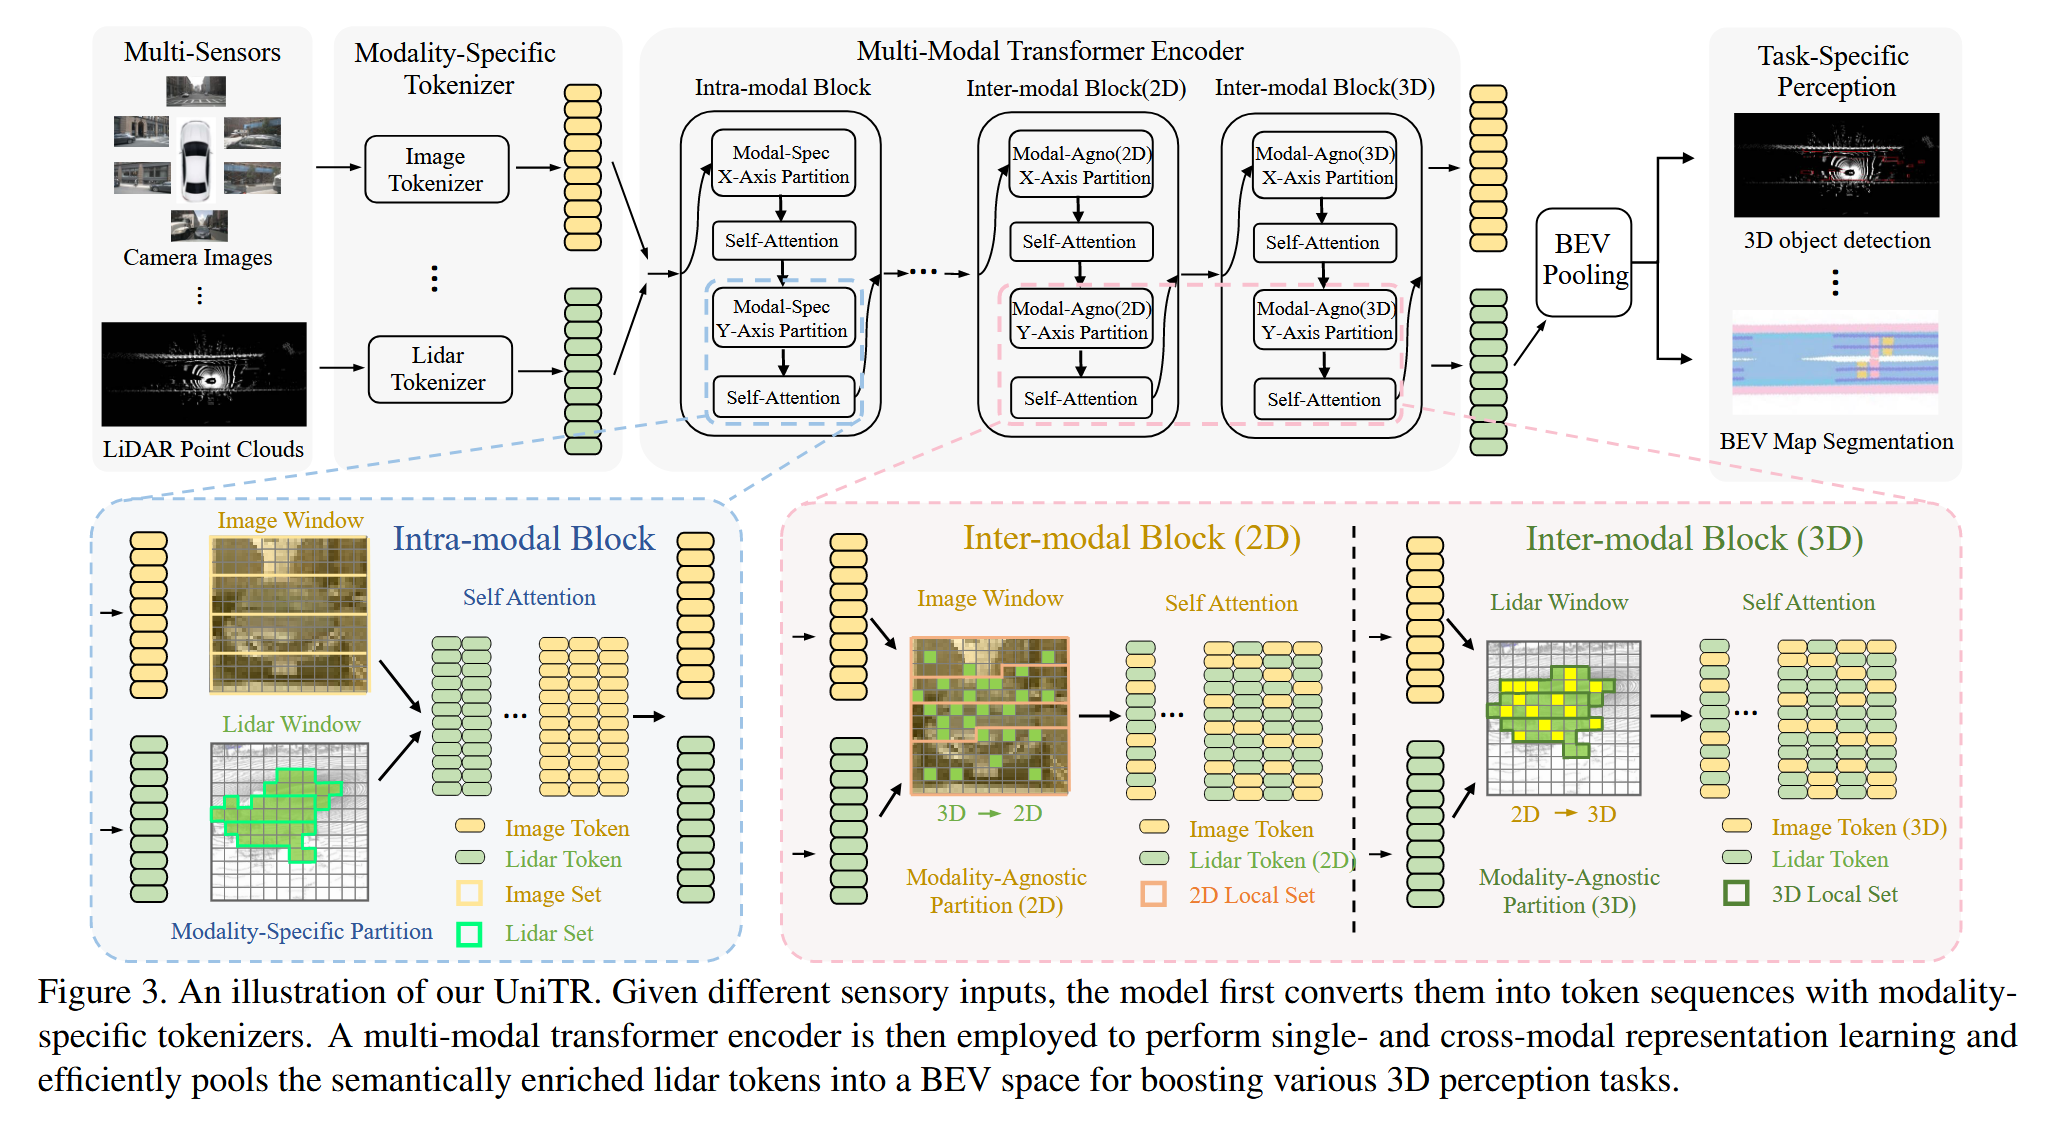 Multi-Sensors
Camera Images
...
LiDAR Point Clouds
Modality-Specific
Tokenizer
Image
Tokenizer
...
Lidar
Tokenizer
Multi-Modal Transformer Encoder
Intra-modal Block
Modal-Spec
X-Axis Partition
Self-Attention
Modal-Spec
Y-Axis Partition
Self-Attention
...
Inter-modal Block(2D)
Modal-Agno(2D)
X-Axis Partition
Self-Attention
Modal-Agno(2D)
Y-Axis Partition
Self-Attention
Inter-modal Block(3D)
Modal-Agno(3D)
X-Axis Partition
Self-Attention
Modal-Agno(3D)
Y-Axis Partition
Self-Attention
BEV
Pooling
Task-Specific
Perception
3D object detection
...
BEV Map Segmentation
Image Window
Intra-modal Block
Self Attention
Lidar Window
...
Image Token
Lidar Token
Image Set
Lidar Set
Modality-Specific Partition
Inter-modal Block (2D)
Image Window
Self Attention
...
3D → 2D
Image Token
Lidar Token (2D)
2D Local Set
Modality-Agnostic
Partition (2D)
Inter-modal Block (3D)
Lidar Window
Self Attention
...
2D → 3D
Image Token (3D)
Lidar Token
3D Local Set
Modality-Agnostic
Partition (3D)
Figure 3. An illustration of our UniTR. Given different sensory inputs, the model first converts them into token sequences with modality-
specific tokenizers. A multi-modal transformer encoder is then employed to perform single- and cross-modal representation learning and
efficiently pools the semantically enriched lidar tokens into a BEV space for boosting various 3D perception tasks.